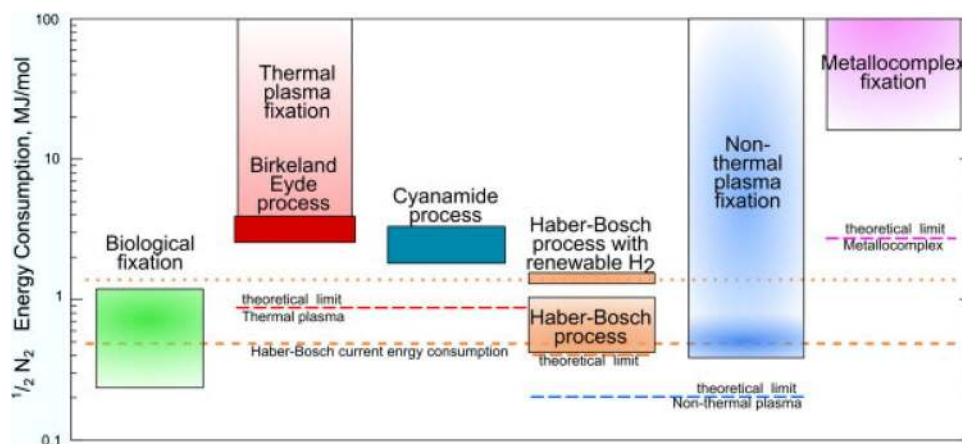 1/2 N2 Energy Consumption, MJ/mol
100
10
1
0.1
Biological
fixation
Thermal
plasma
fixation
Birkeland
Eyde
process
Cyanamide
process
Haber-Bosch
process with
renewable H2
Haber-Bosch
process
theoretical limit
Non-
thermal
plasma
fixation
Metallocomplex
fixation
theoretical limit
Metallocomplex
theoretical limit
Thermal plasma
Haber-Bosch current enrgy consumption
theoretical limit
Non-thermal plasma